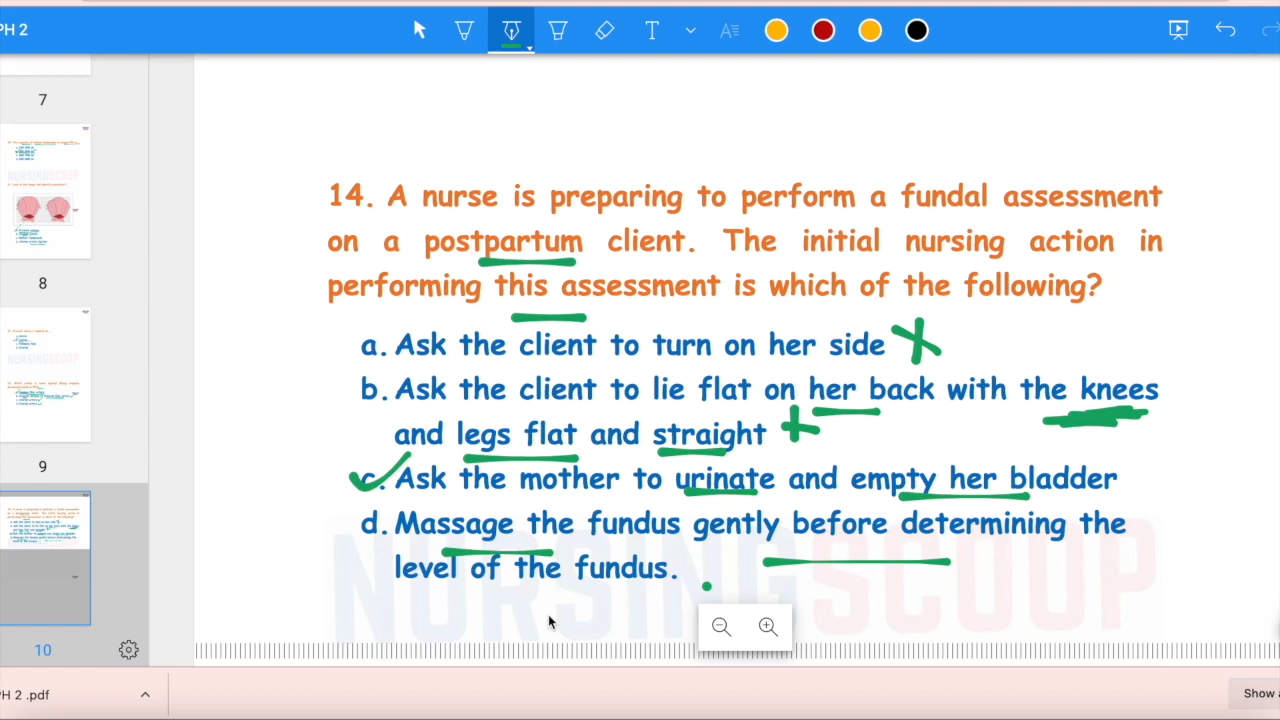 PH 2
T
A
7
8
9
10
14. A nurse is preparing to perform a fundal assessment
on a postpartum client. The initial nursing action in
performing this assessment is which of the following?
a. Ask the client to turn on her side
b. Ask the client to lie flat on her back with the knees
and legs flat and straight
c. Ask the mother to urinate and empty her bladder
d. Massage the fundus gently before determining the
level of the fundus.
NURSINGSCOOP
H 2 .pdf
Show a